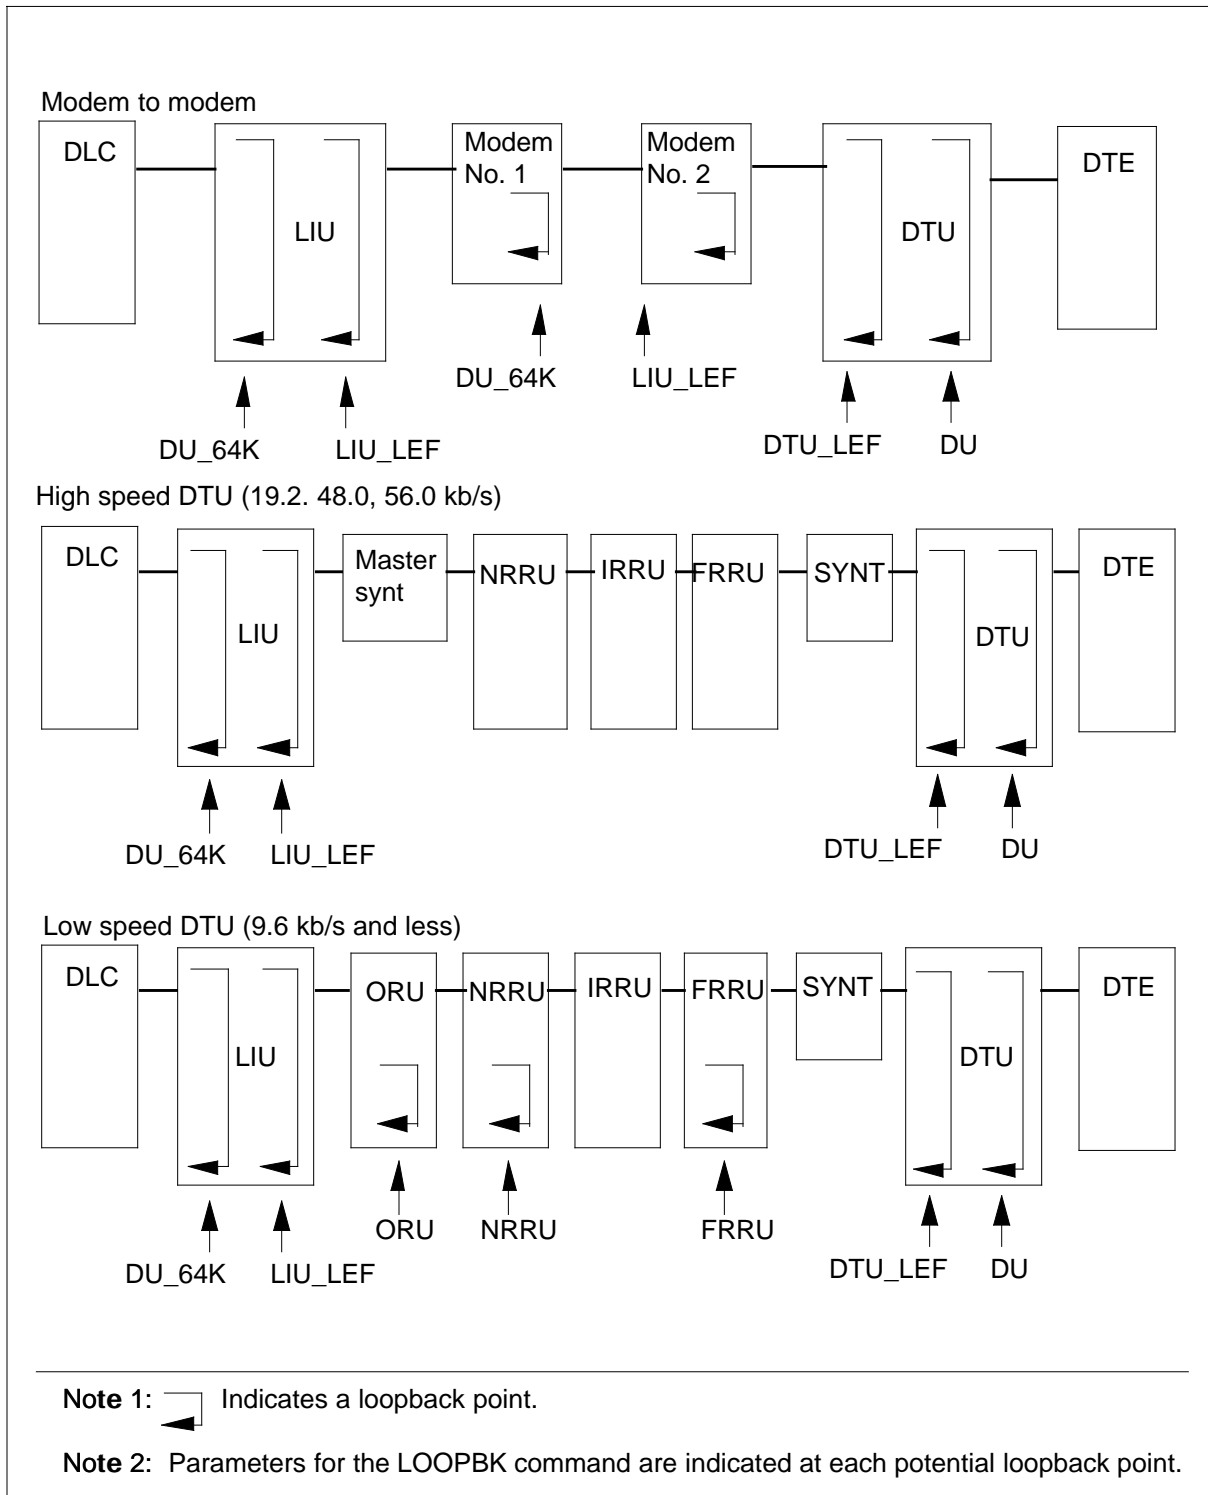 Modem to modem
DLC
LIU
Modem
No. 1
Modem
No. 2
DTU
DTE
DU_64K
LIU_LEF
DU_64K
LIU_LEF
DTU_LEF
DU
High speed DTU (19.2. 48.0, 56.0 kb/s)
DLC
LIU
Master
synt
NRRU
IRRU
FRRU
SYNT
DTU
DTE
DU_64K
LIU_LEF
DTU_LEF
DU
Low speed DTU (9.6 kb/s and less)
DLC
LIU
ORU
NRRU
IRRU
FRRU
SYNT
DTU
DTE
ORU
NRRU
FRRU
DU_64K
LIU_LEF
DTU_LEF
DU
Note 1: Indicates a loopback point.
Note 2: Parameters for the LOOPBK command are indicated at each potential loopback point.